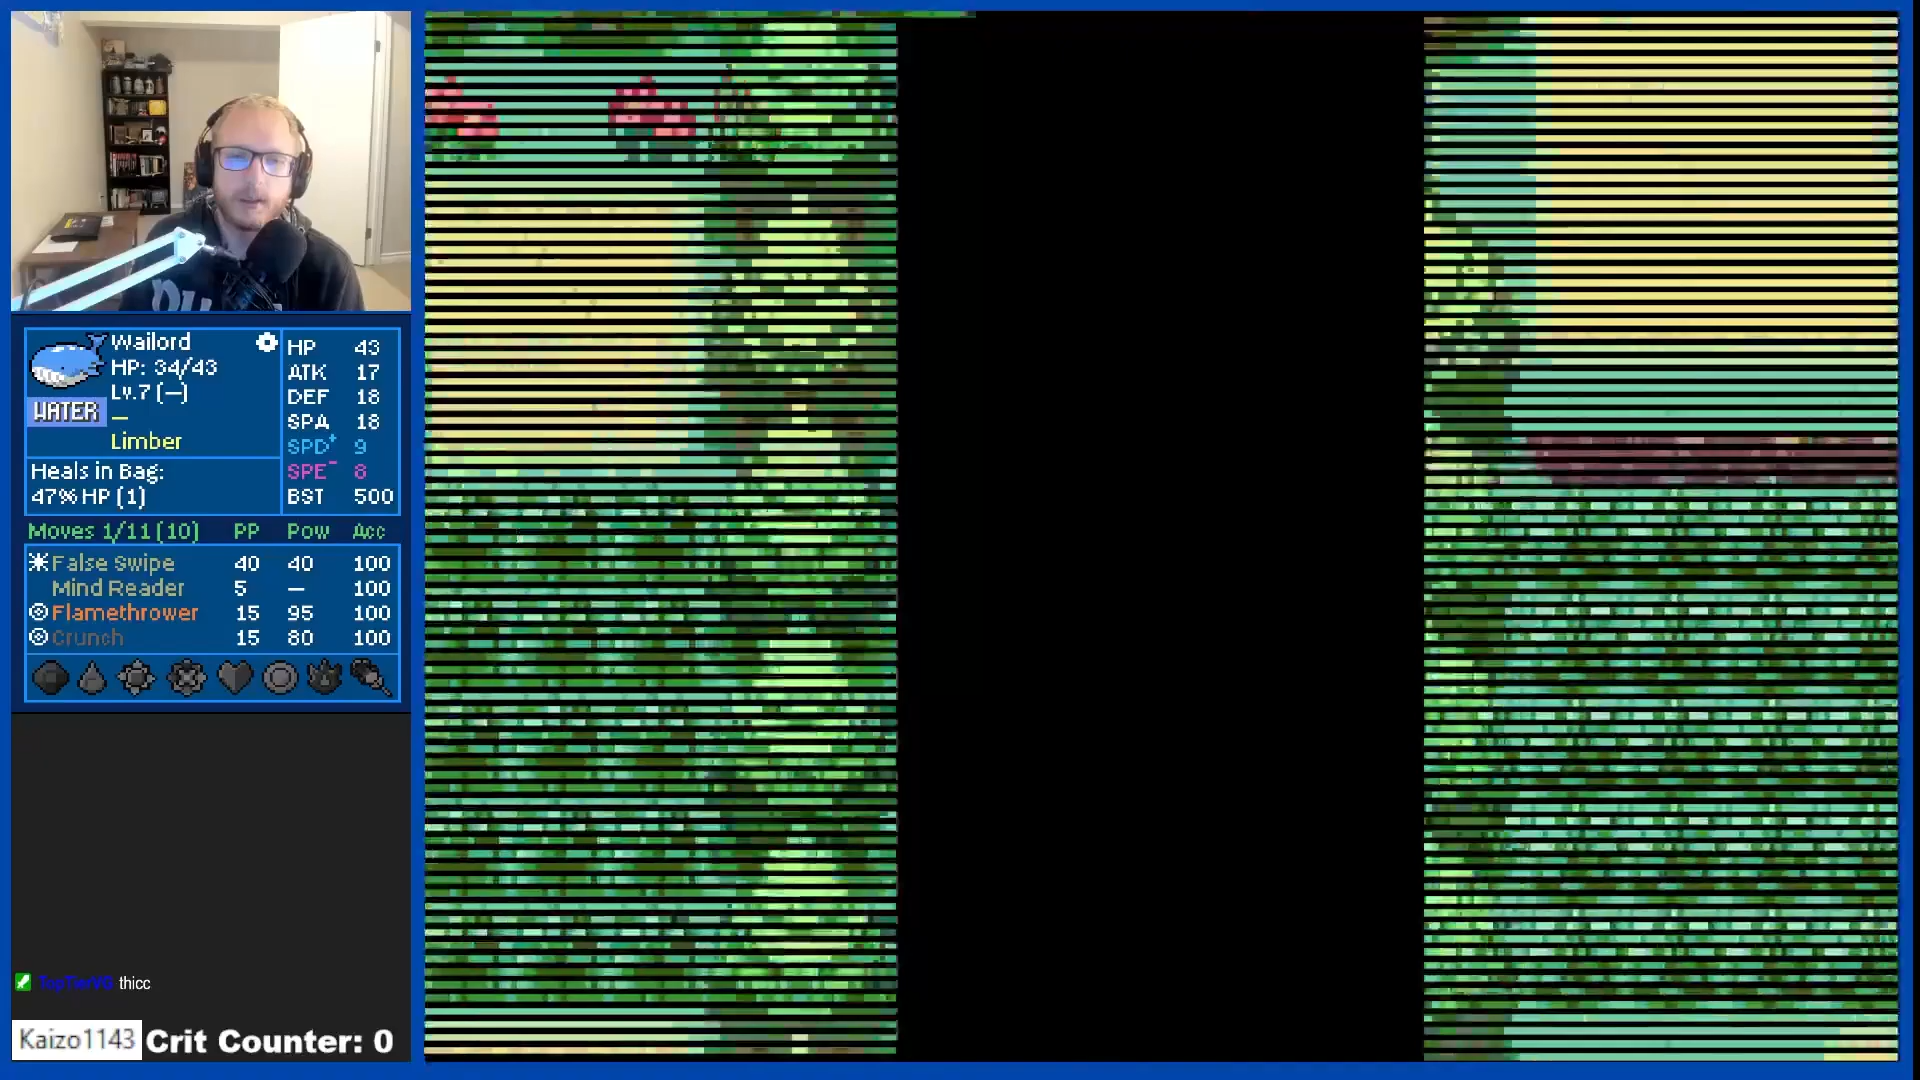 Wailord
HP: 34/43
Lv.7 (—)
WATER
—
Limber
Heals in Bag:
47% HP (1)
HP 43
ATK 17
DEF 18
SPA 18
SPD+ 9
SPE- 8
BST 500
Moves 1/11 (10) PP Pow Acc
False Swipe 40 40 100
Mind Reader 5 — 100
Flamethrower 15 95 100
Crunch 15 80 100
TopTierVG thicc
Kaizo1143 Crit Counter: 0